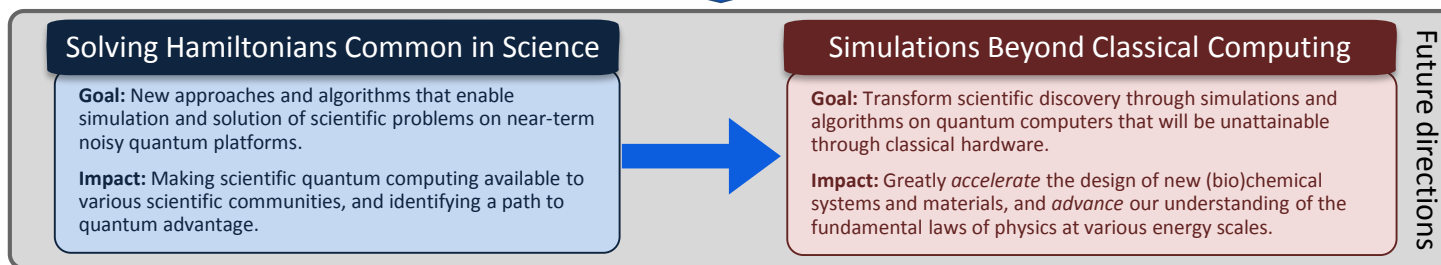 Solving Hamiltonians Common in Science
Goal: New approaches and algorithms that enable
simulation and solution of scientific problems on near-term
noisy quantum platforms.
Impact: Making scientific quantum computing available to
various scientific communities, and identifying a path to
quantum advantage.
Simulations Beyond Classical Computing
Goal: Transform scientific discovery through simulations and
algorithms on quantum computers that will be unattainable
through classical hardware.
Impact: Greatly accelerate the design of new (bio)chemical
systems and materials, and advance our understanding of the
fundamental laws of physics at various energy scales.
Future directions